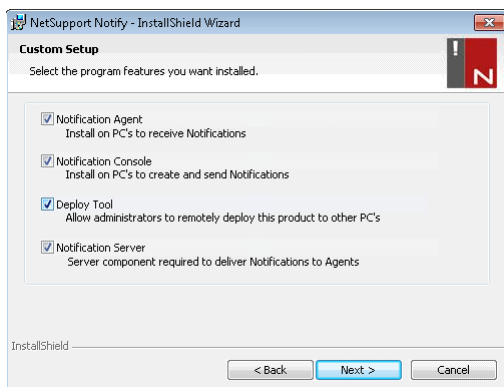 NetSupport Notify - InstallShield Wizard
Custom Setup
Select the program features you want installed.
! N
Notification Agent
Install on PC's to receive Notifications
Notification Console
Install on PC's to create and send Notifications
Deploy Tool
Allow administrators to remotely deploy this product to other PC's
Notification Server
Server component required to deliver Notifications to Agents
InstallShield
< Back Next > Cancel